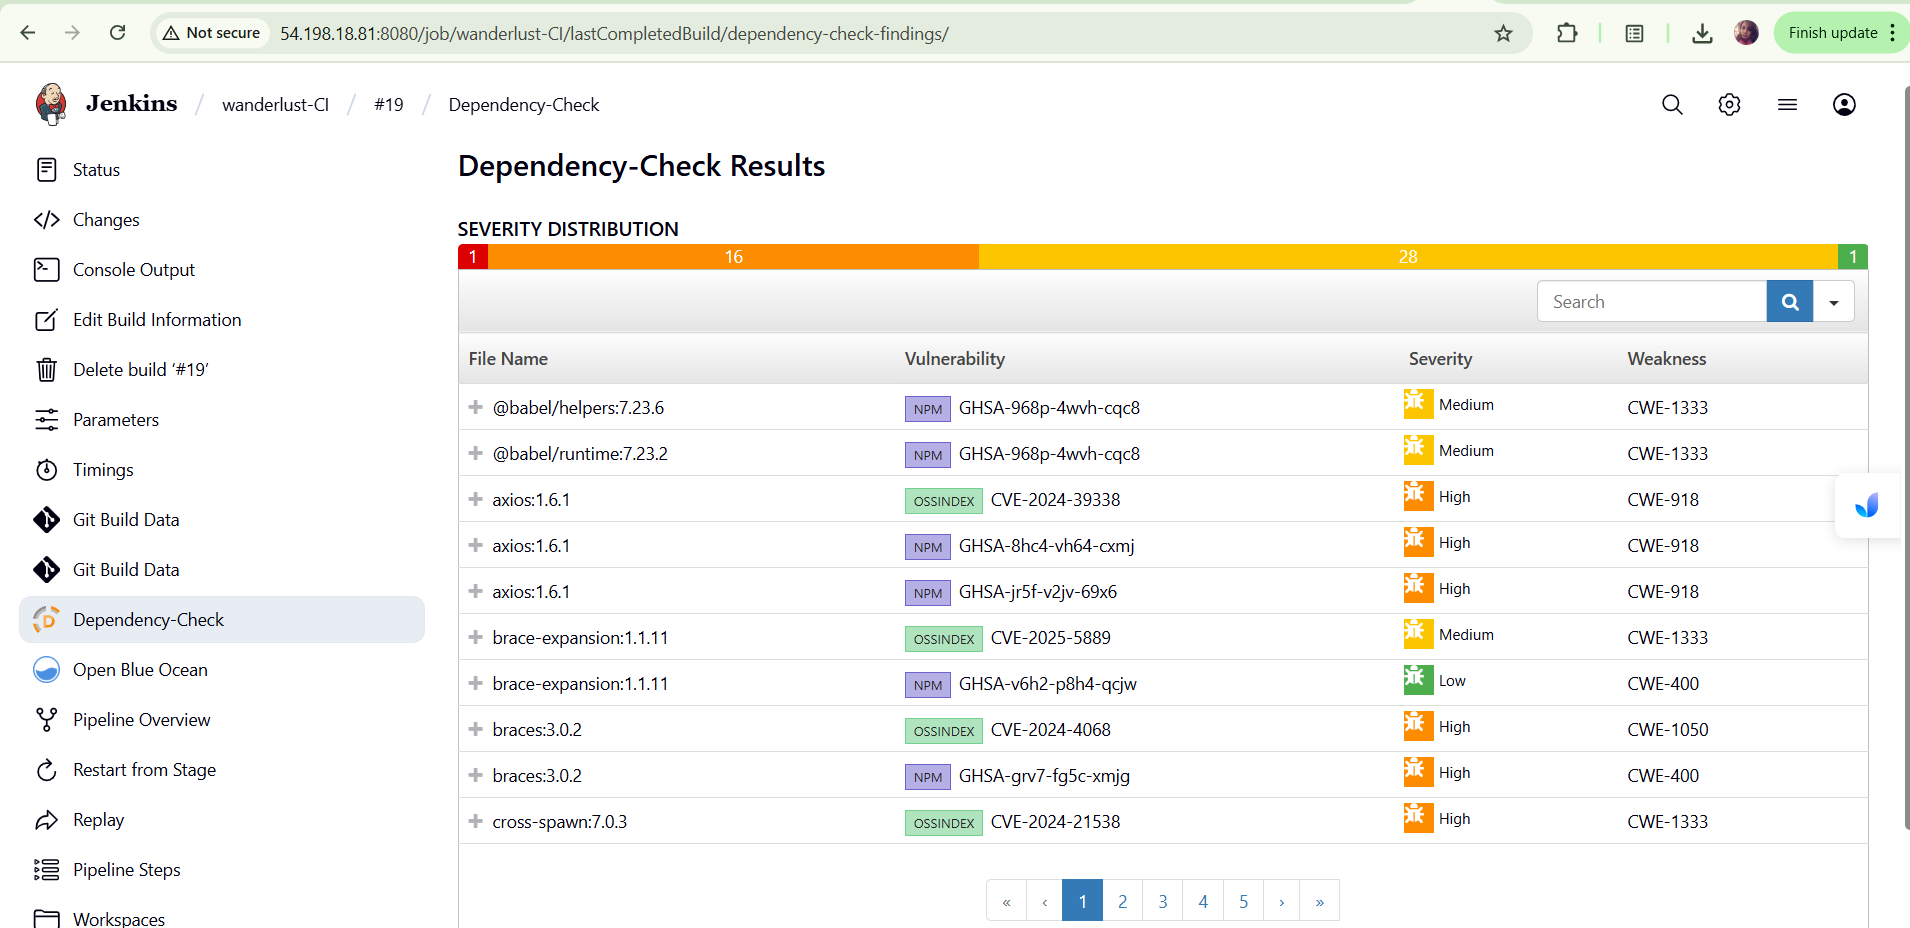 Not secure 54.198.18.81:8080/job/wanderlust-CI/lastCompletedBuild/dependency-check-findings/ Finish update
Jenkins / wanderlust-CI / #19 / Dependency-Check
Status
Changes
Console Output
Edit Build Information
Delete build ‘#19’
Parameters
Timings
Git Build Data
Git Build Data
Dependency-Check
Open Blue Ocean
Pipeline Overview
Restart from Stage
Replay
Pipeline Steps
Workspaces
Dependency-Check Results
SEVERITY DISTRIBUTION
1 16 28 1
Search
File Name Vulnerability Severity Weakness
@babel/helpers:7.23.6 NPM GHSA-968p-4wvh-cqc8 Medium CWE-1333
@babel/runtime:7.23.2 NPM GHSA-968p-4wvh-cqc8 Medium CWE-1333
axios:1.6.1 OSSINDEX CVE-2024-39338 High CWE-918
axios:1.6.1 NPM GHSA-8hc4-vh64-cxmj High CWE-918
axios:1.6.1 NPM GHSA-jr5f-v2jv-69x6 High CWE-918
brace-expansion:1.1.11 OSSINDEX CVE-2025-5889 Medium CWE-1333
brace-expansion:1.1.11 NPM GHSA-v6h2-p8h4-qcjw Low CWE-400
braces:3.0.2 OSSINDEX CVE-2024-4068 High CWE-1050
braces:3.0.2 NPM GHSA-grv7-fg5c-xmjg High CWE-400
cross-spawn:7.0.3 OSSINDEX CVE-2024-21538 High CWE-1333
« ‹ 1 2 3 4 5 › »